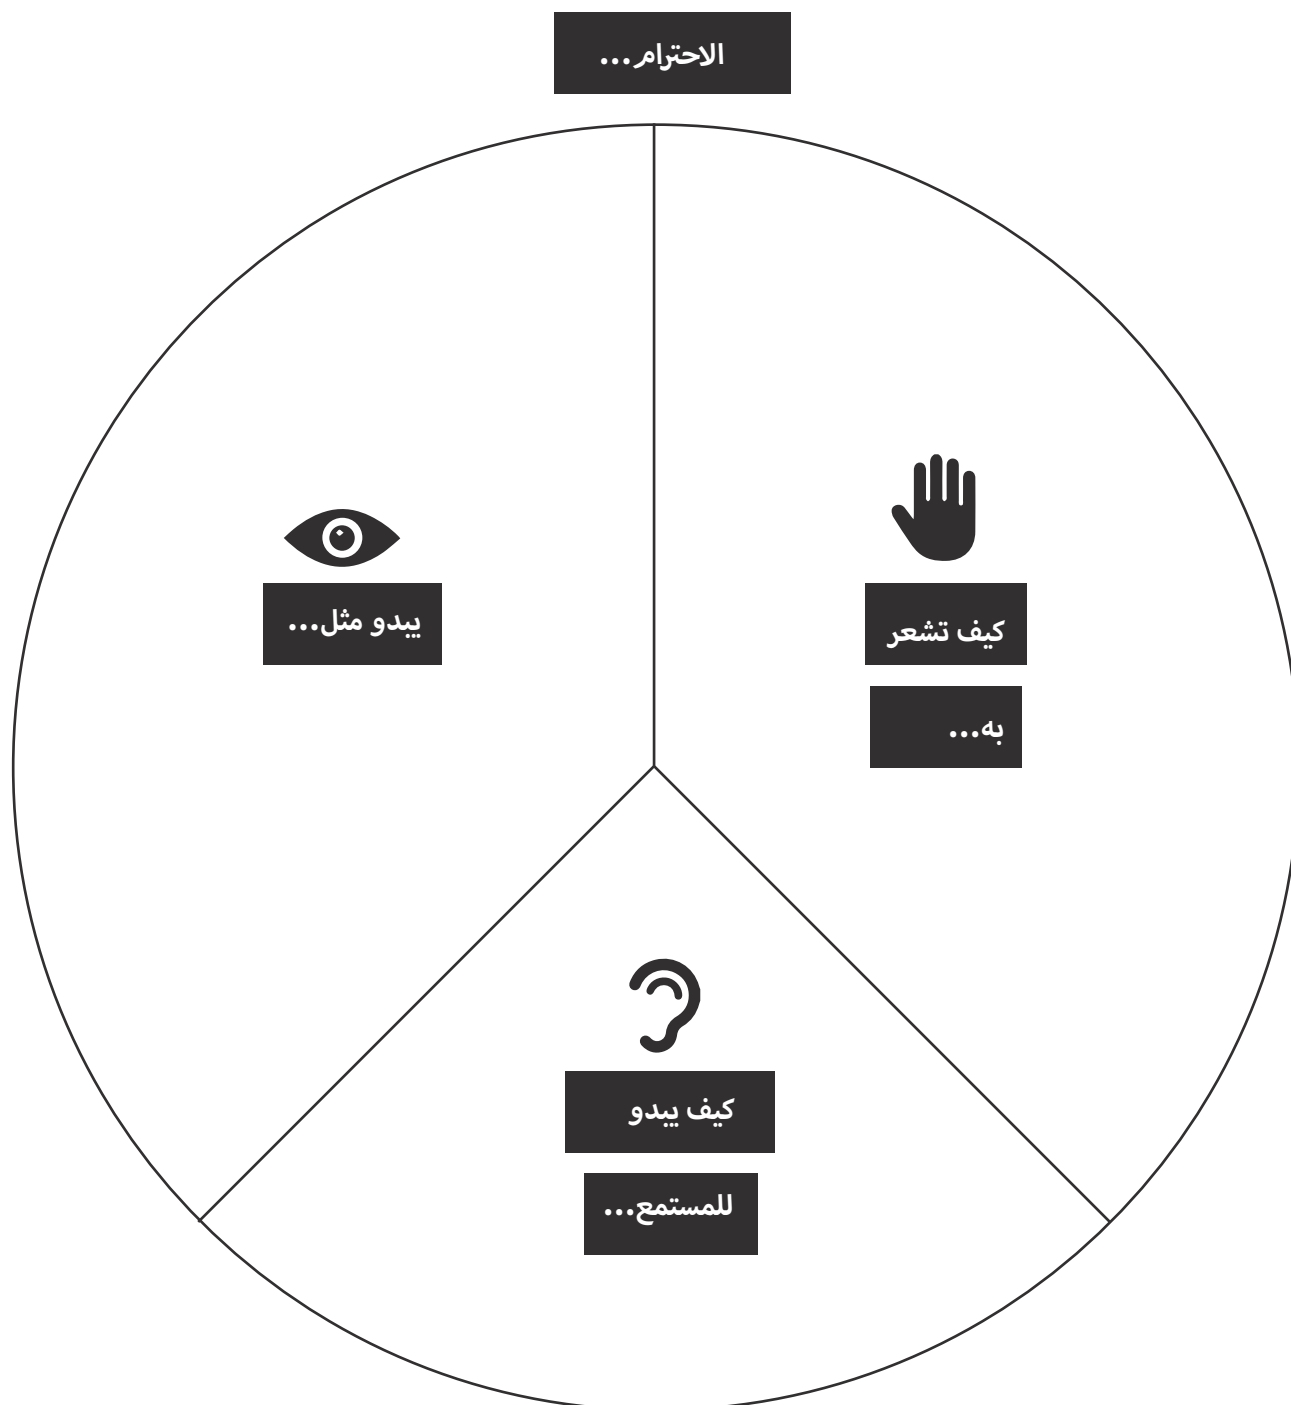 الاحترام...
كيف تشعر
به...
يبدو مثل...
كيف يبدو
للمستمع...